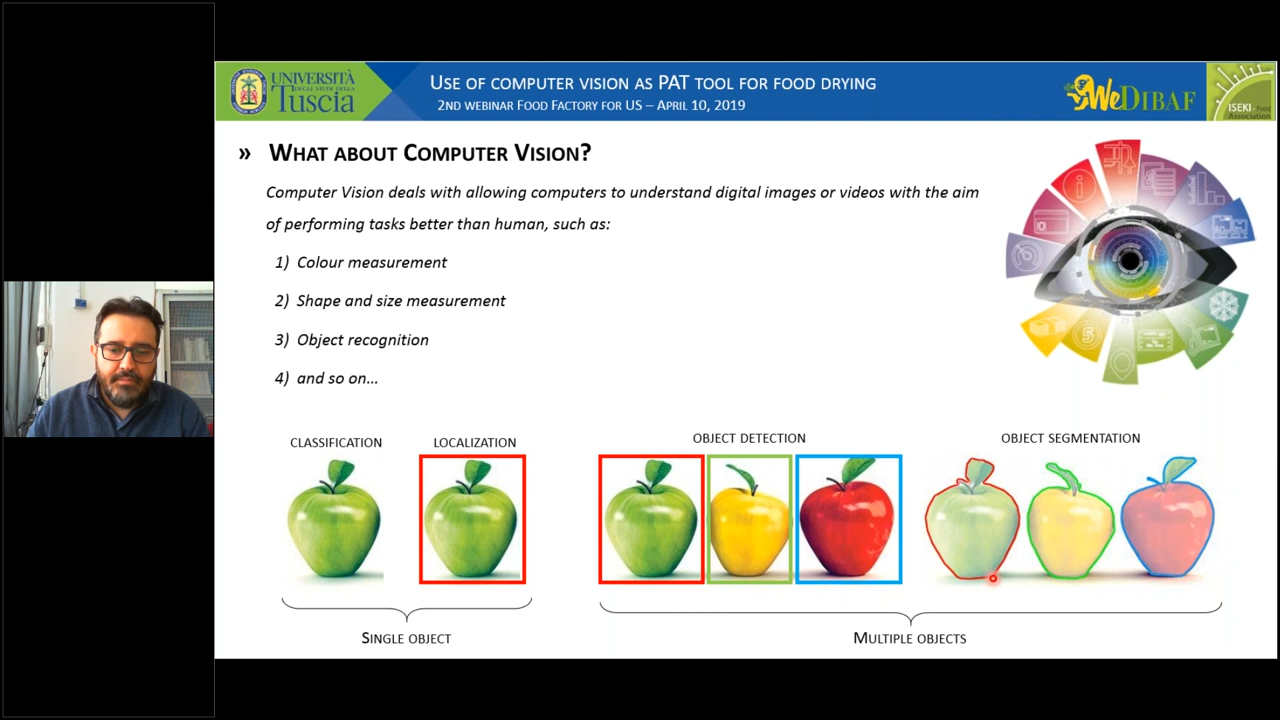 UNIVERSITÀ
DEGLI STUDI DELLA
TUSCIA
USE OF COMPUTER VISION AS PAT TOOL FOR FOOD DRYING
2ND WEBINAR FOOD FACTORY FOR US – APRIL 10, 2019
WEDIBAF
ISEKI-Food
Association
» WHAT ABOUT COMPUTER VISION?
Computer Vision deals with allowing computers to understand digital images or videos with the aim
of performing tasks better than human, such as:
1) Colour measurement
2) Shape and size measurement
3) Object recognition
4) and so on...
CLASSIFICATION
LOCALIZATION
OBJECT DETECTION
OBJECT SEGMENTATION
SINGLE OBJECT
MULTIPLE OBJECTS